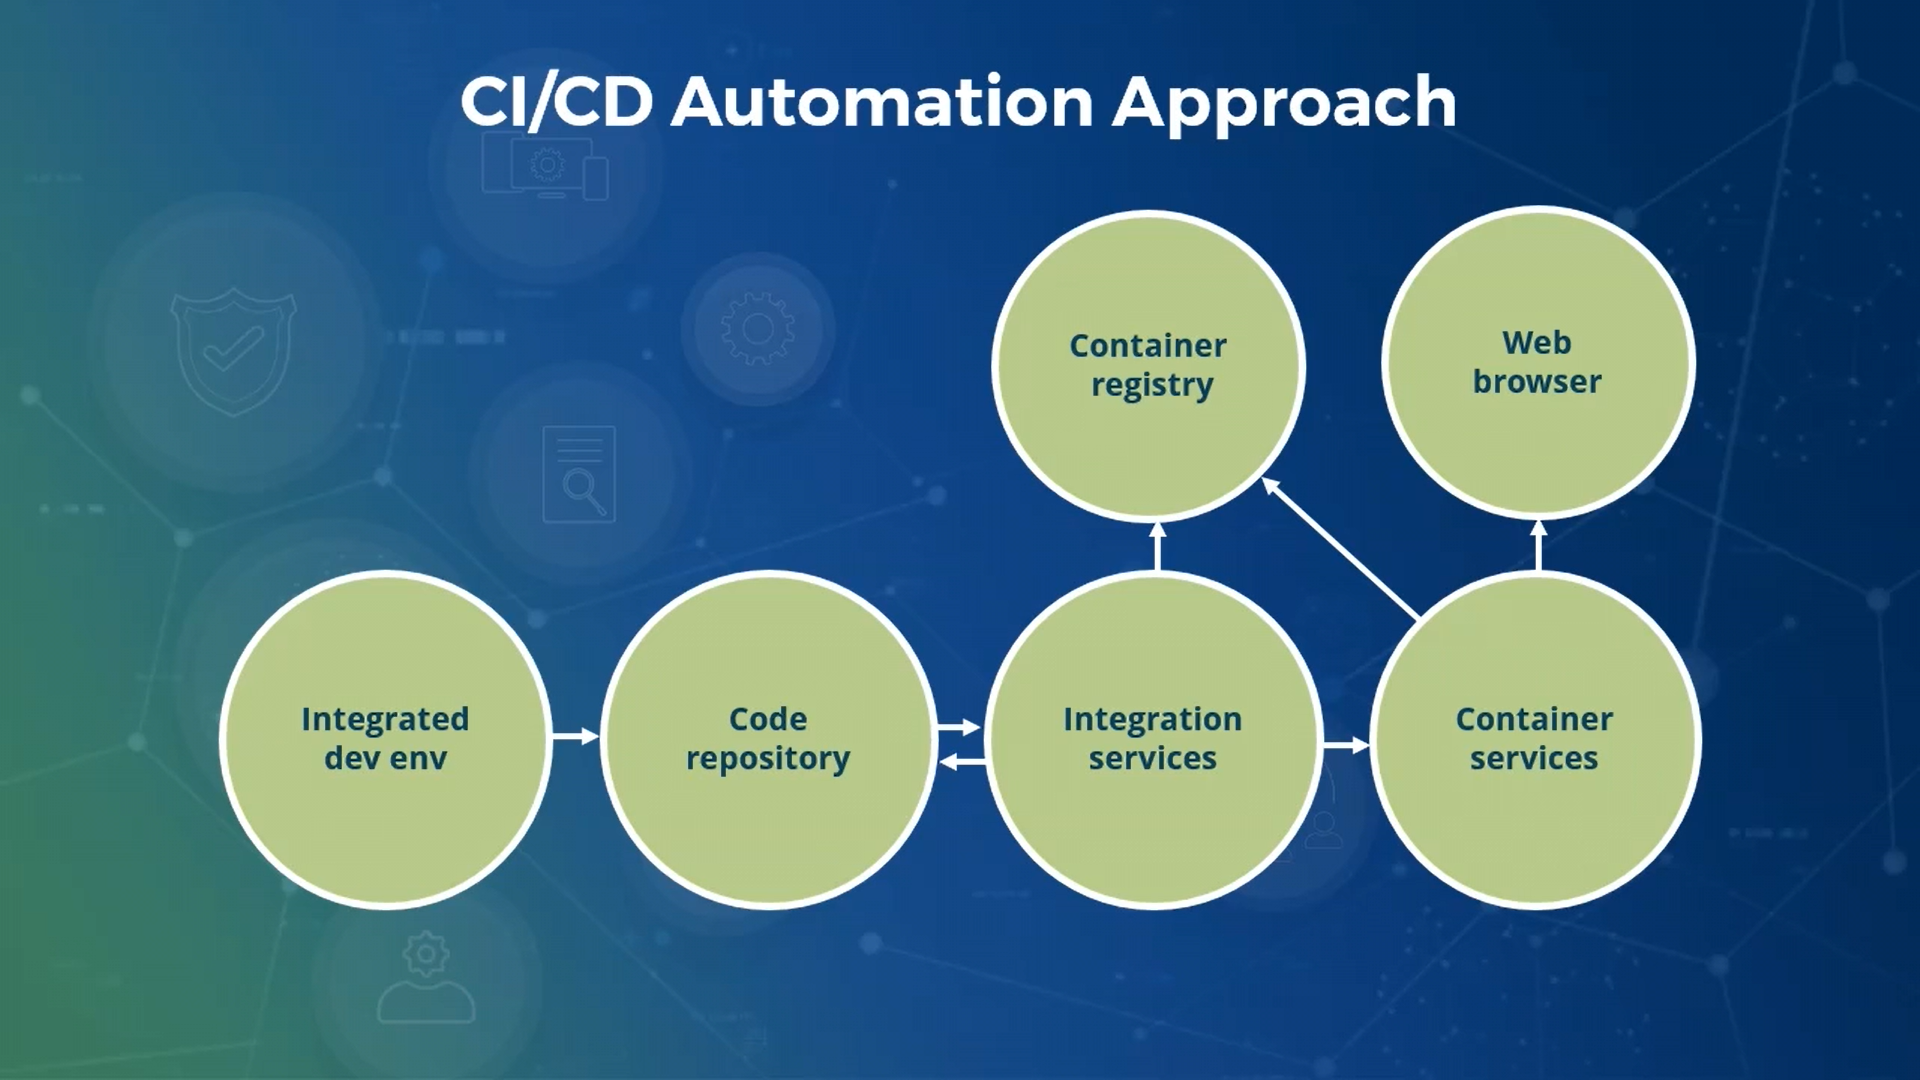 CI/CD Automation Approach
Container
registry
Web
browser
Integrated
dev env
Code
repository
Integration
services
Container
services